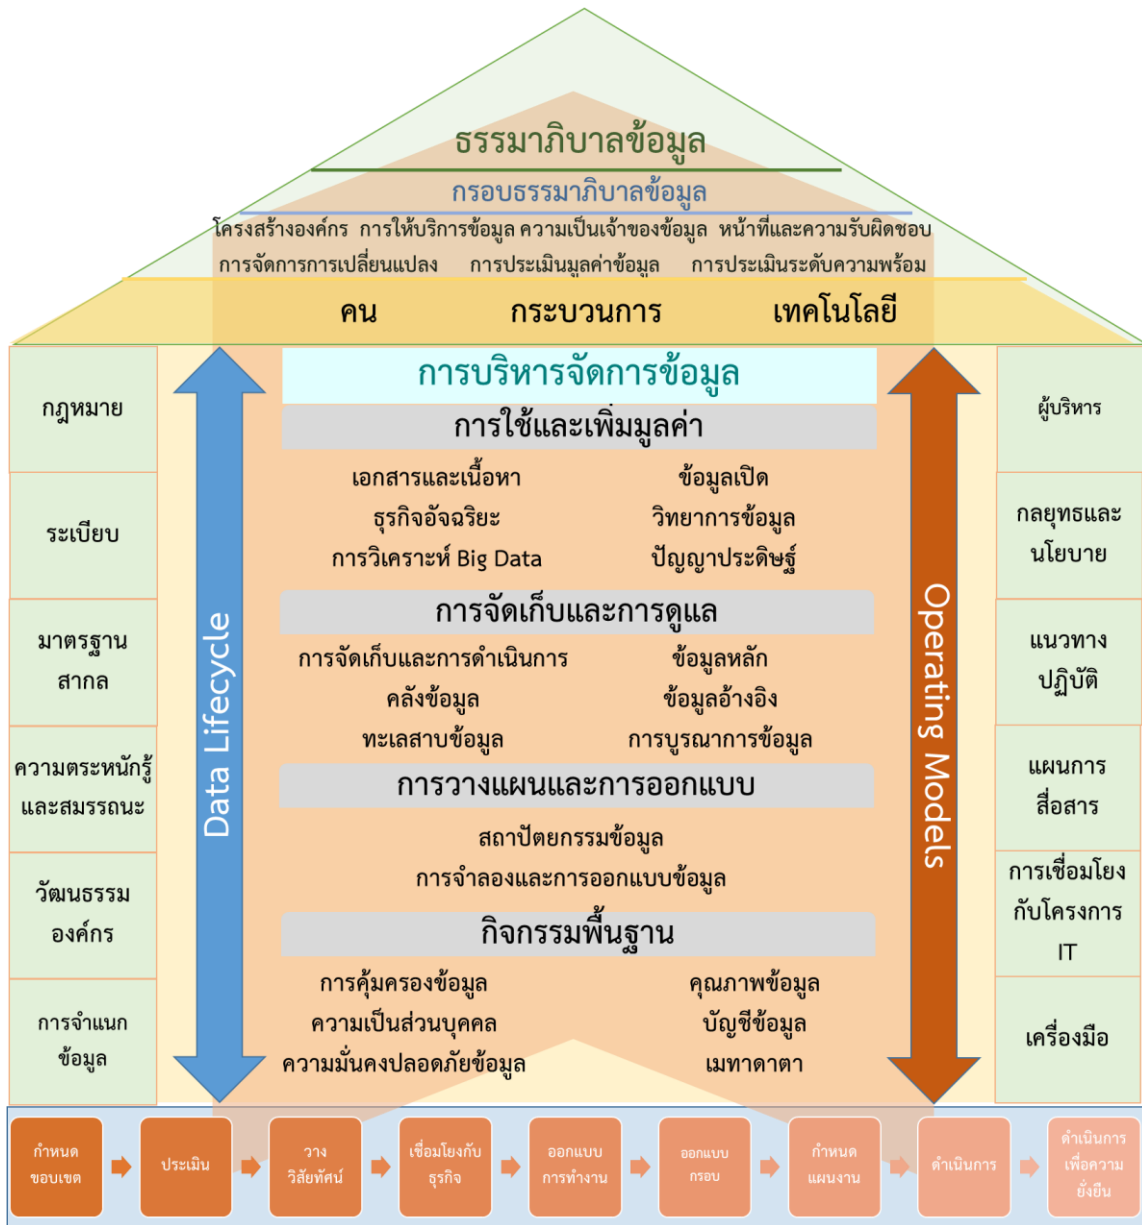 ธรรมาภิบาลข้อมูล
กรอบธรรมาภิบาลข้อมูล
โครงสร้างองค์กร การให้บริการข้อมูล ความเป็นเจ้าของข้อมูล หน้าที่และความรับผิดชอบ
การจัดการการเปลี่ยนแปลง การประเมินมูลค่าข้อมูล การประเมินระดับความพร้อม
คน กระบวนการ เทคโนโลยี
กฎหมาย
ระเบียบ
มาตรฐาน
สากล
ความตระหนักรู้
และสมรรถนะ
วัฒนธรรม
องค์กร
การจำแนก
ข้อมูล
Data Lifecycle
การบริหารจัดการข้อมูล
การใช้และเพิ่มมูลค่า
เอกสารและเนื้อหา ข้อมูลเปิด
ธุรกิจอัจฉริยะ วิทยาการข้อมูล
การวิเคราะห์ Big Data ปัญญาประดิษฐ์
การจัดเก็บและการดูแล
การจัดเก็บและการดำเนินการ ข้อมูลหลัก
คลังข้อมูล ข้อมูลอ้างอิง
ทะเลสาบข้อมูล การบูรณาการข้อมูล
การวางแผนและการออกแบบ
สถาปัตยกรรมข้อมูล
การจำลองและการออกแบบข้อมูล
กิจกรรมพื้นฐาน
การคุ้มครองข้อมูล คุณภาพข้อมูล
ความเป็นส่วนบุคคล บัญชีข้อมูล
ความมั่นคงปลอดภัยข้อมูล เมทาดาตา
Operating Models
ผู้บริหาร
กลยุทธและ
นโยบาย
แนวทาง
ปฏิบัติ
แผนการ
สื่อสาร
การเชื่อมโยง
กับโครงการ
IT
เครื่องมือ
กำหนด
ขอบเขต
ประเมิน
วาง
วิสัยทัศน์
เชื่อมโยงกับ
ธุรกิจ
ออกแบบ
การทำงาน
ออกแบบ
กรอบ
กำหนด
แผนงาน
ดำเนินการ
ดำเนินการ
เพื่อความ
ยั่งยืน